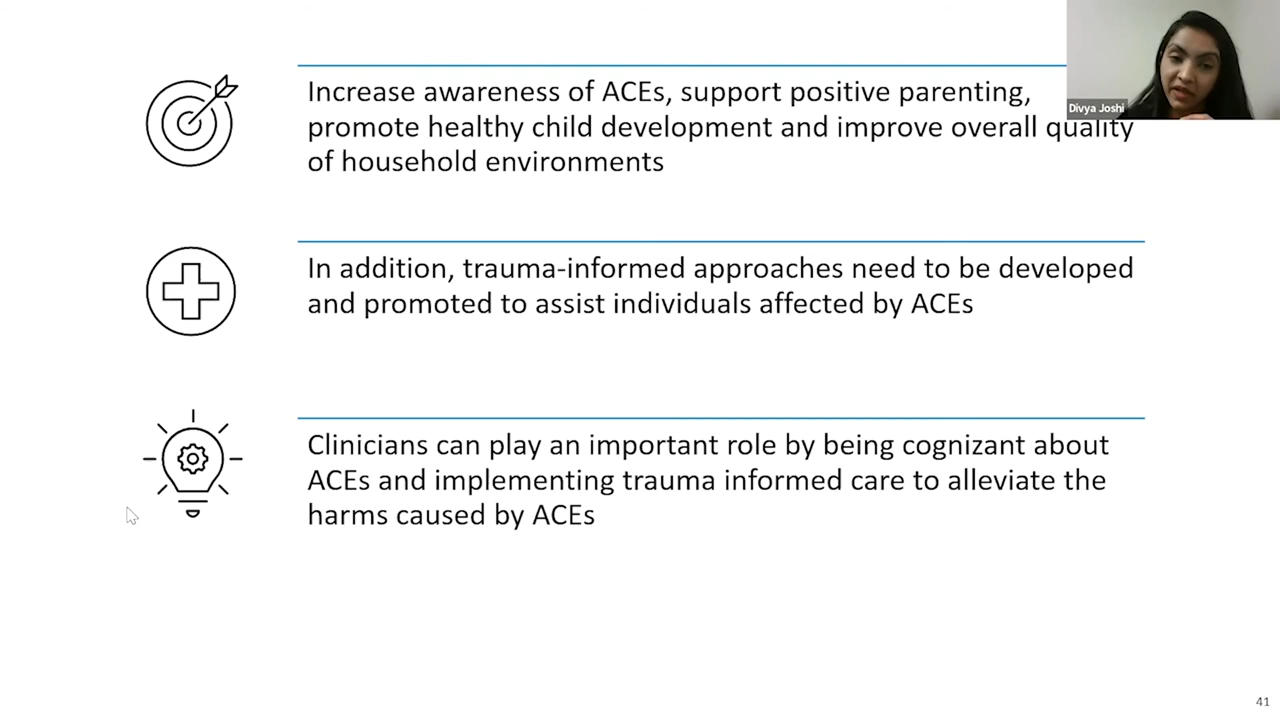 Increase awareness of ACEs, support positive parenting,
promote healthy child development and improve overall quality
of household environments
Divya Joshi
In addition, trauma-informed approaches need to be developed
and promoted to assist individuals affected by ACEs
Clinicians can play an important role by being cognizant about
ACEs and implementing trauma informed care to alleviate the
harms caused by ACEs
41